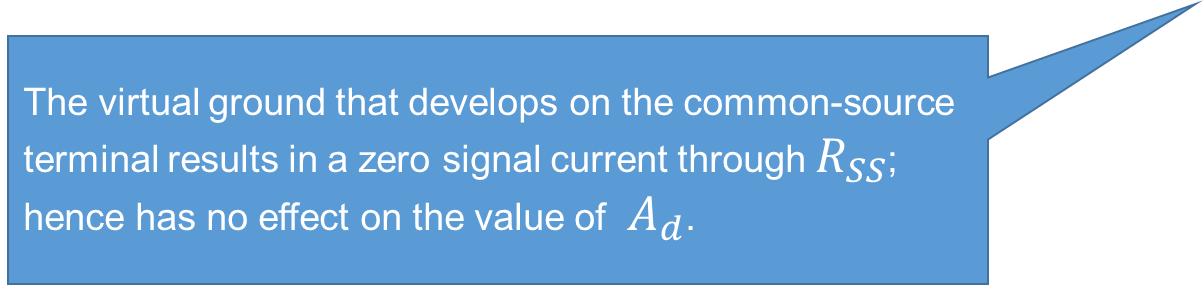 The virtual ground that develops on the common-source
terminal results in a zero signal current through R_SS;
hence has no effect on the value of A_d.